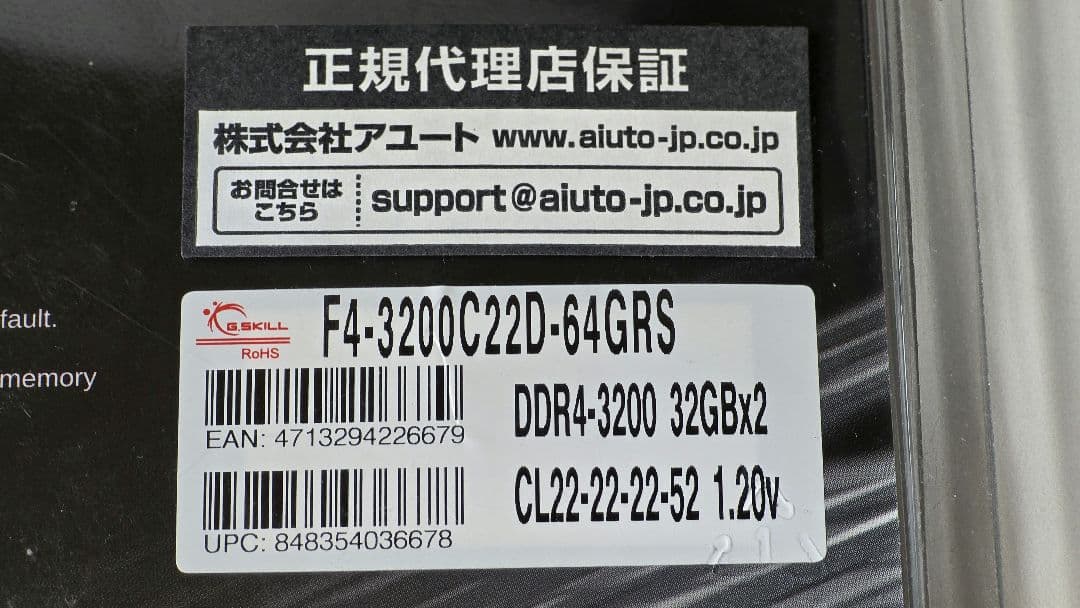 正規代理店保証
株式会社アユート www.aiuto-jp.co.jp
お問合せは
こちら
support@aiuto-jp.co.jp
fault.
memory
G.SKILL
RoHS
F4-3200C22D-64GRS
EAN: 4713294226679
DDR4-3200 32GBx2
UPC: 848354036678
CL22-22-22-52 1.20v